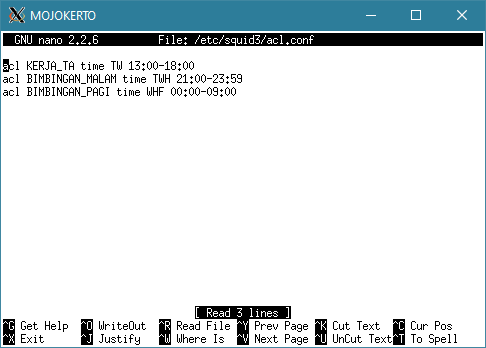 MOJOKERTO
GNU nano 2.2.6 File: /etc/squid3/acl.conf
acl KERJA_TA time TW 13:00-18:00
acl BIMBINGAN_MALAM time TWH 21:00-23:59
acl BIMBINGAN_PAGI time WHF 00:00-09:00
[ Read 3 lines ]
^G Get Help ^O WriteOut ^R Read File ^Y Prev Page ^K Cut Text ^C Cur Pos
^X Exit ^J Justify ^W Where Is ^V Next Page ^U UnCut Text ^T To Spell